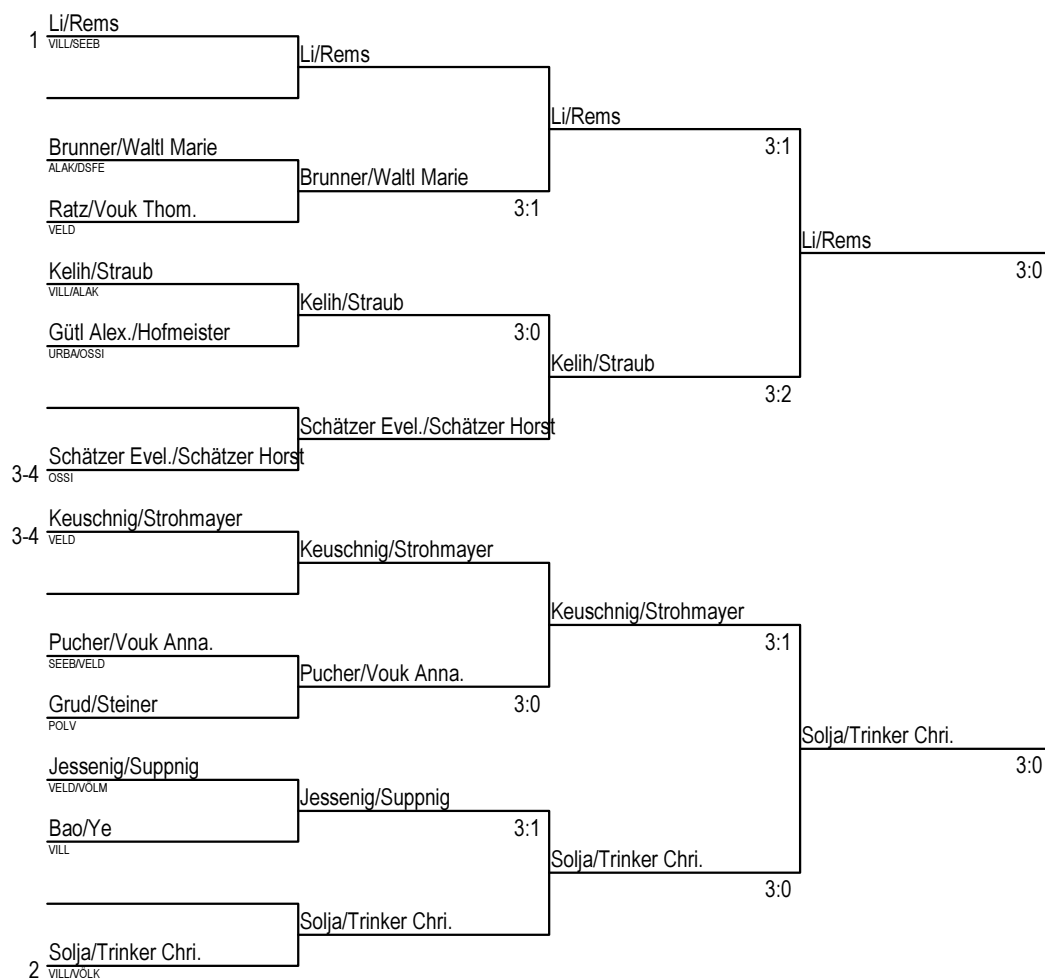 Li/Rems
1
VILL/SEEB
Li/Rems
Li/Rems
3:1
Brunner/Waltl Marie
ALAK/DSFE
Brunner/Waltl Marie
3:1
Ratz/Vouk Thom.
VELD
Li/Rems
3:0
Kelih/Straub
VILL/ALAK
Kelih/Straub
3:0
Gütl Alex./Hofmeister
URBA/OSSI
Kelih/Straub
3:2
Schätzer Evel./Schätzer Horst
Schätzer Evel./Schätzer Horst
3-4
OSSI
Keuschnig/Strohmayer
3-4
VELD
Keuschnig/Strohmayer
Keuschnig/Strohmayer
3:1
Pucher/Vouk Anna.
SEEB/VELD
Pucher/Vouk Anna.
3:0
Grud/Steiner
POLV
Solja/Trinker Chri.
3:0
Jessenig/Suppnig
VELD/VÖLM
Jessenig/Suppnig
3:1
Bao/Ye
VILL
Solja/Trinker Chri.
3:0
Solja/Trinker Chri.
Solja/Trinker Chri.
2
VILL/VÖLK